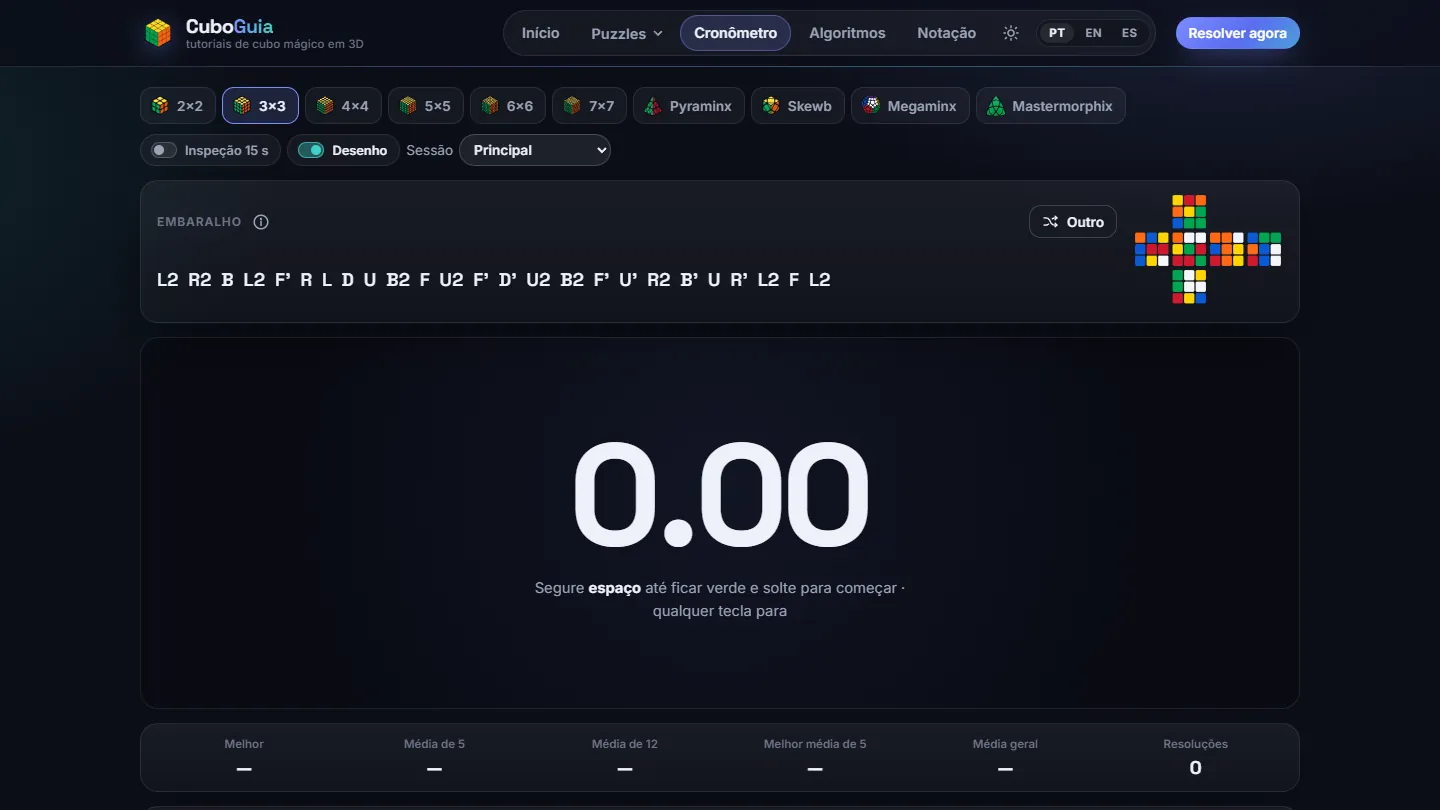 CuboGuia
tutoriais de cubo mágico em 3D
Início
Puzzles
Cronômetro
Algoritmos
Notação
PT
EN
ES
Resolver agora
2×2
3×3
4×4
5×5
6×6
7×7
Pyraminx
Skewb
Megaminx
Mastermorphix
Inspeção 15 s
Desenho
Sessão
Principal
EMBARALHO
Outro
L2 R2 B L2 F' R L D U B2 F U2 F' D' U2 B2 F' U' R2 B' U R' L2 F L2
0.00
Segure espaço até ficar verde e solte para começar ·
qualquer tecla para
Melhor
Média de 5
Média de 12
Melhor média de 5
Média geral
Resoluções
—
—
—
—
—
0